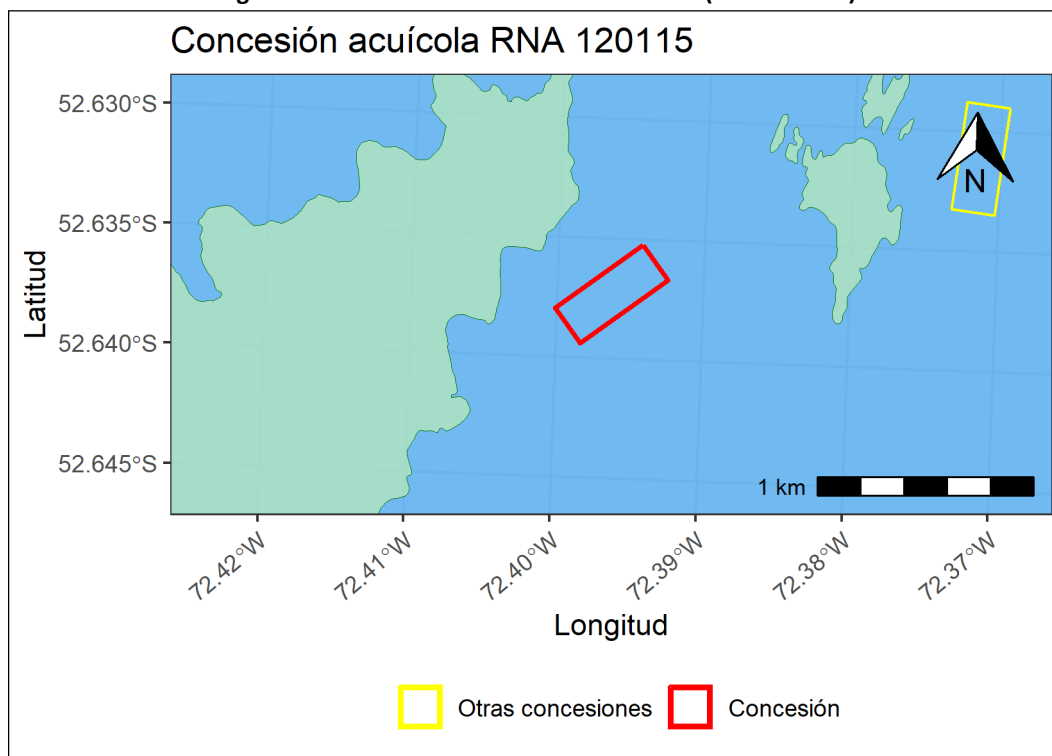 Concesión acuícola RNA 120115
52.630°S
52.635°S
52.640°S
52.645°S
Latitud
N
1 km
72.42°W
72.41°W
72.40°W
72.39°W
72.38°W
72.37°W
Longitud
Otras concesiones
Concesión